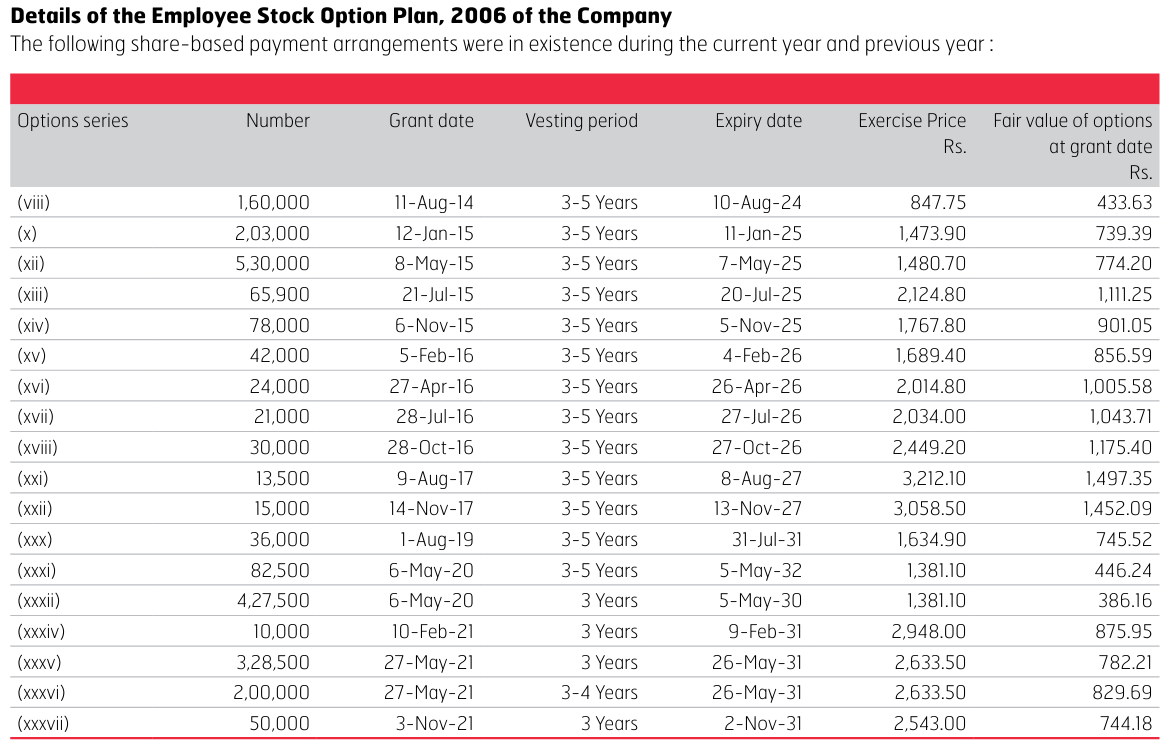 Details of the Employee Stock Option Plan, 2006 of the Company
The following share-based payment arrangements were in existence during the current year and previous year :
Options series Number Grant date Vesting period Expiry date Exercise Price Fair value of options
Rs. at grant date
Rs.
(viii) 1,60,000 11-Aug-14 3-5 Years 10-Aug-24 847.75 433.63
(x) 2,03,000 12-Jan-15 3-5 Years 11-Jan-25 1,473.90 739.39
(xii) 5,30,000 8-May-15 3-5 Years 7-May-25 1,480.70 774.20
(xiii) 65,900 21-Jul-15 3-5 Years 20-Jul-25 2,124.80 1,111.25
(xiv) 78,000 6-Nov-15 3-5 Years 5-Nov-25 1,767.80 901.05
(xv) 42,000 5-Feb-16 3-5 Years 4-Feb-26 1,689.40 856.59
(xvi) 24,000 27-Apr-16 3-5 Years 26-Apr-26 2,014.80 1,005.58
(xvii) 21,000 28-Jul-16 3-5 Years 27-Jul-26 2,034.00 1,043.71
(xviii) 30,000 28-Oct-16 3-5 Years 27-Oct-26 2,449.20 1,175.40
(xxi) 13,500 9-Aug-17 3-5 Years 8-Aug-27 3,212.10 1,497.35
(xxii) 15,000 14-Nov-17 3-5 Years 13-Nov-27 3,058.50 1,452.09
(xxx) 36,000 1-Aug-19 3-5 Years 31-Jul-31 1,634.90 745.52
(xxxi) 82,500 6-May-20 3-5 Years 5-May-32 1,381.10 446.24
(xxxii) 4,27,500 6-May-20 3 Years 5-May-30 1,381.10 386.16
(xxxiv) 10,000 10-Feb-21 3 Years 9-Feb-31 2,948.00 875.95
(xxxv) 3,28,500 27-May-21 3 Years 26-May-31 2,633.50 782.21
(xxxvi) 2,00,000 27-May-21 3-4 Years 26-May-31 2,633.50 829.69
(xxxvii) 50,000 3-Nov-21 3 Years 2-Nov-31 2,543.00 744.18